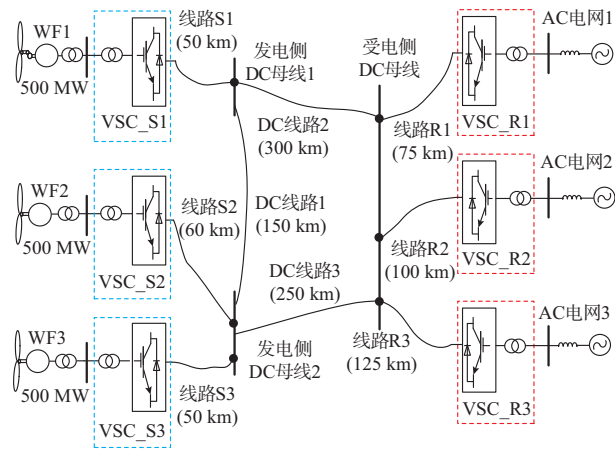 WF1
500 MW
VSC_S1
线路S1
(50 km)
发电侧
DC母线1
受电侧
DC母线
AC电网1
VSC_R1
线路R1
(75 km)
DC线路2
(300 km)
WF2
500 MW
VSC_S2
线路S2
(60 km)
DC线路1
(150 km)
AC电网2
VSC_R2
线路R2
(100 km)
DC线路3
(250 km)
WF3
500 MW
VSC_S3
线路S3
(50 km)
发电侧
DC母线2
线路R3
(125 km)
AC电网3
VSC_R3